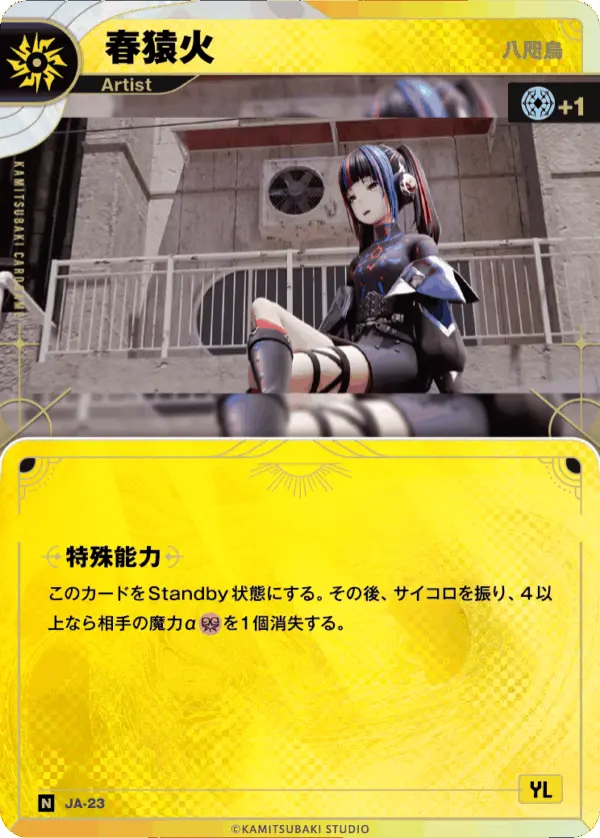 春猿火
八咫烏
Artist
+1
KAMITSUBAKI CARD GAME
特殊能力
このカードをStandby状態にする。その後、サイコロを振り、4以
上なら相手の魔力αを1個消失する。
N JA-23
YL
©KAMITSUBAKI STUDIO